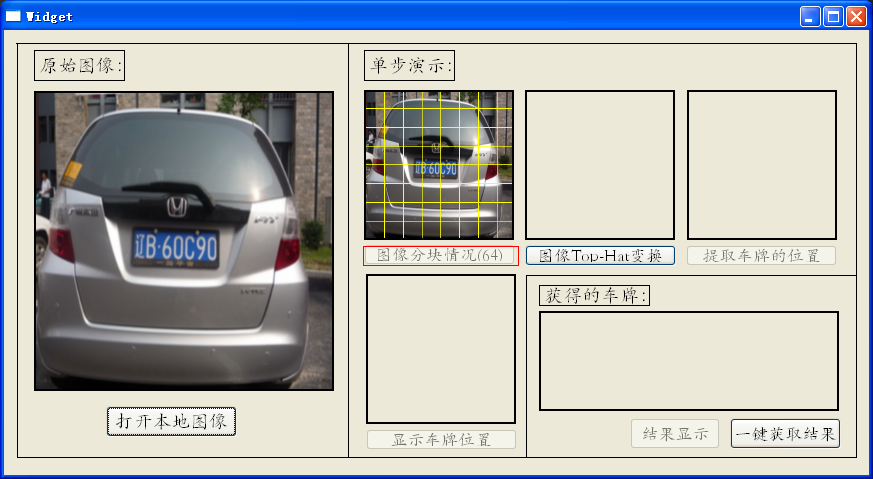 Widget
原始图像:
辽B·60C90
打开本地图像
单步演示:
辽B·60C90
图像分块情况(64)
图像Top-Hat变换
提取车牌的位置
显示车牌位置
获得的车牌:
结果显示
一键获取结果